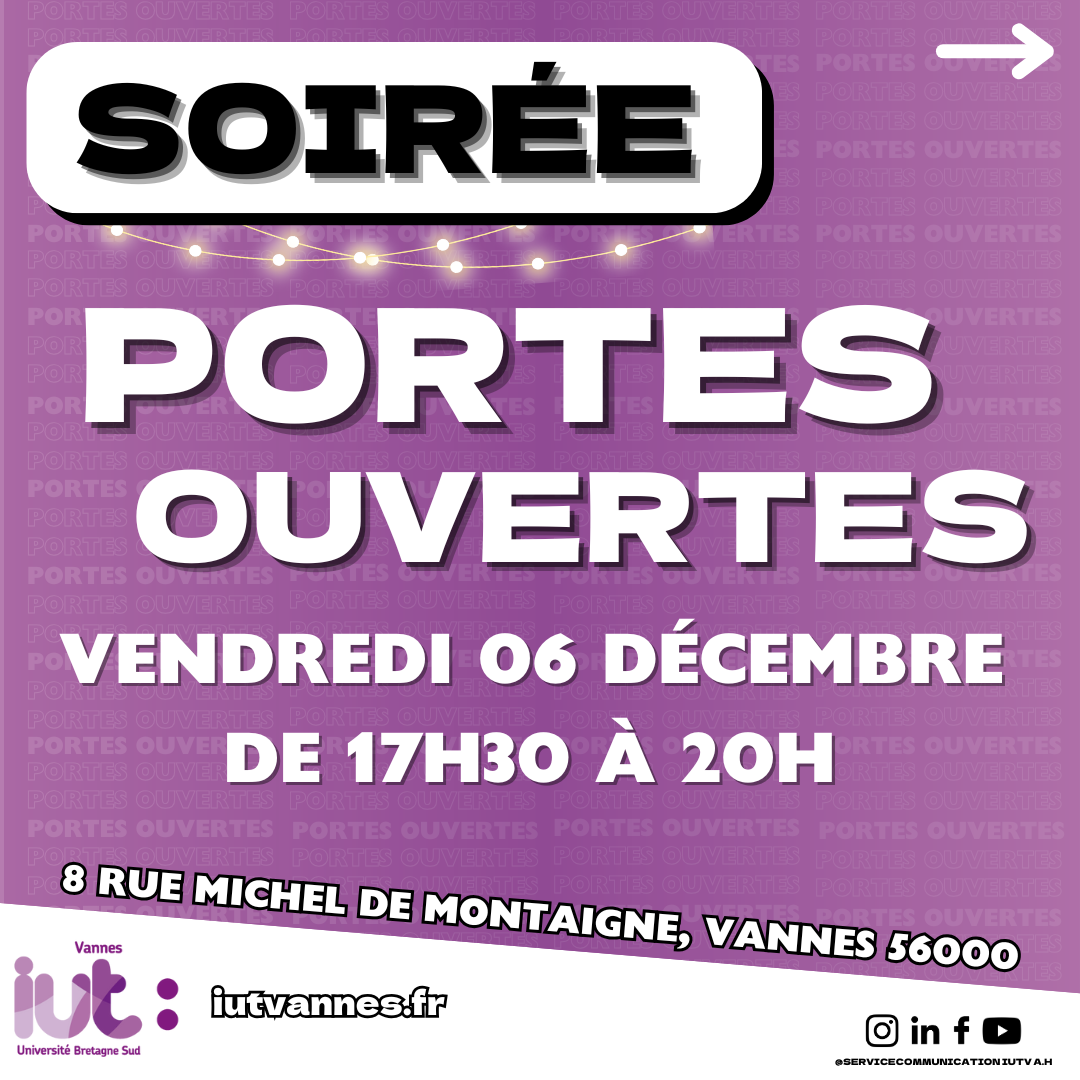 SOIRÉE
PORTES
OUVERTES
VENDREDI 06 DÉCEMBRE
DE 17H30 À 20H
8 RUE MICHEL DE MONTAIGNE, VANNES 56000
Vannes
iut:
Université Bretagne Sud
iutvannes.fr
@SERVICECOMMUNICATIONIUTVA.H